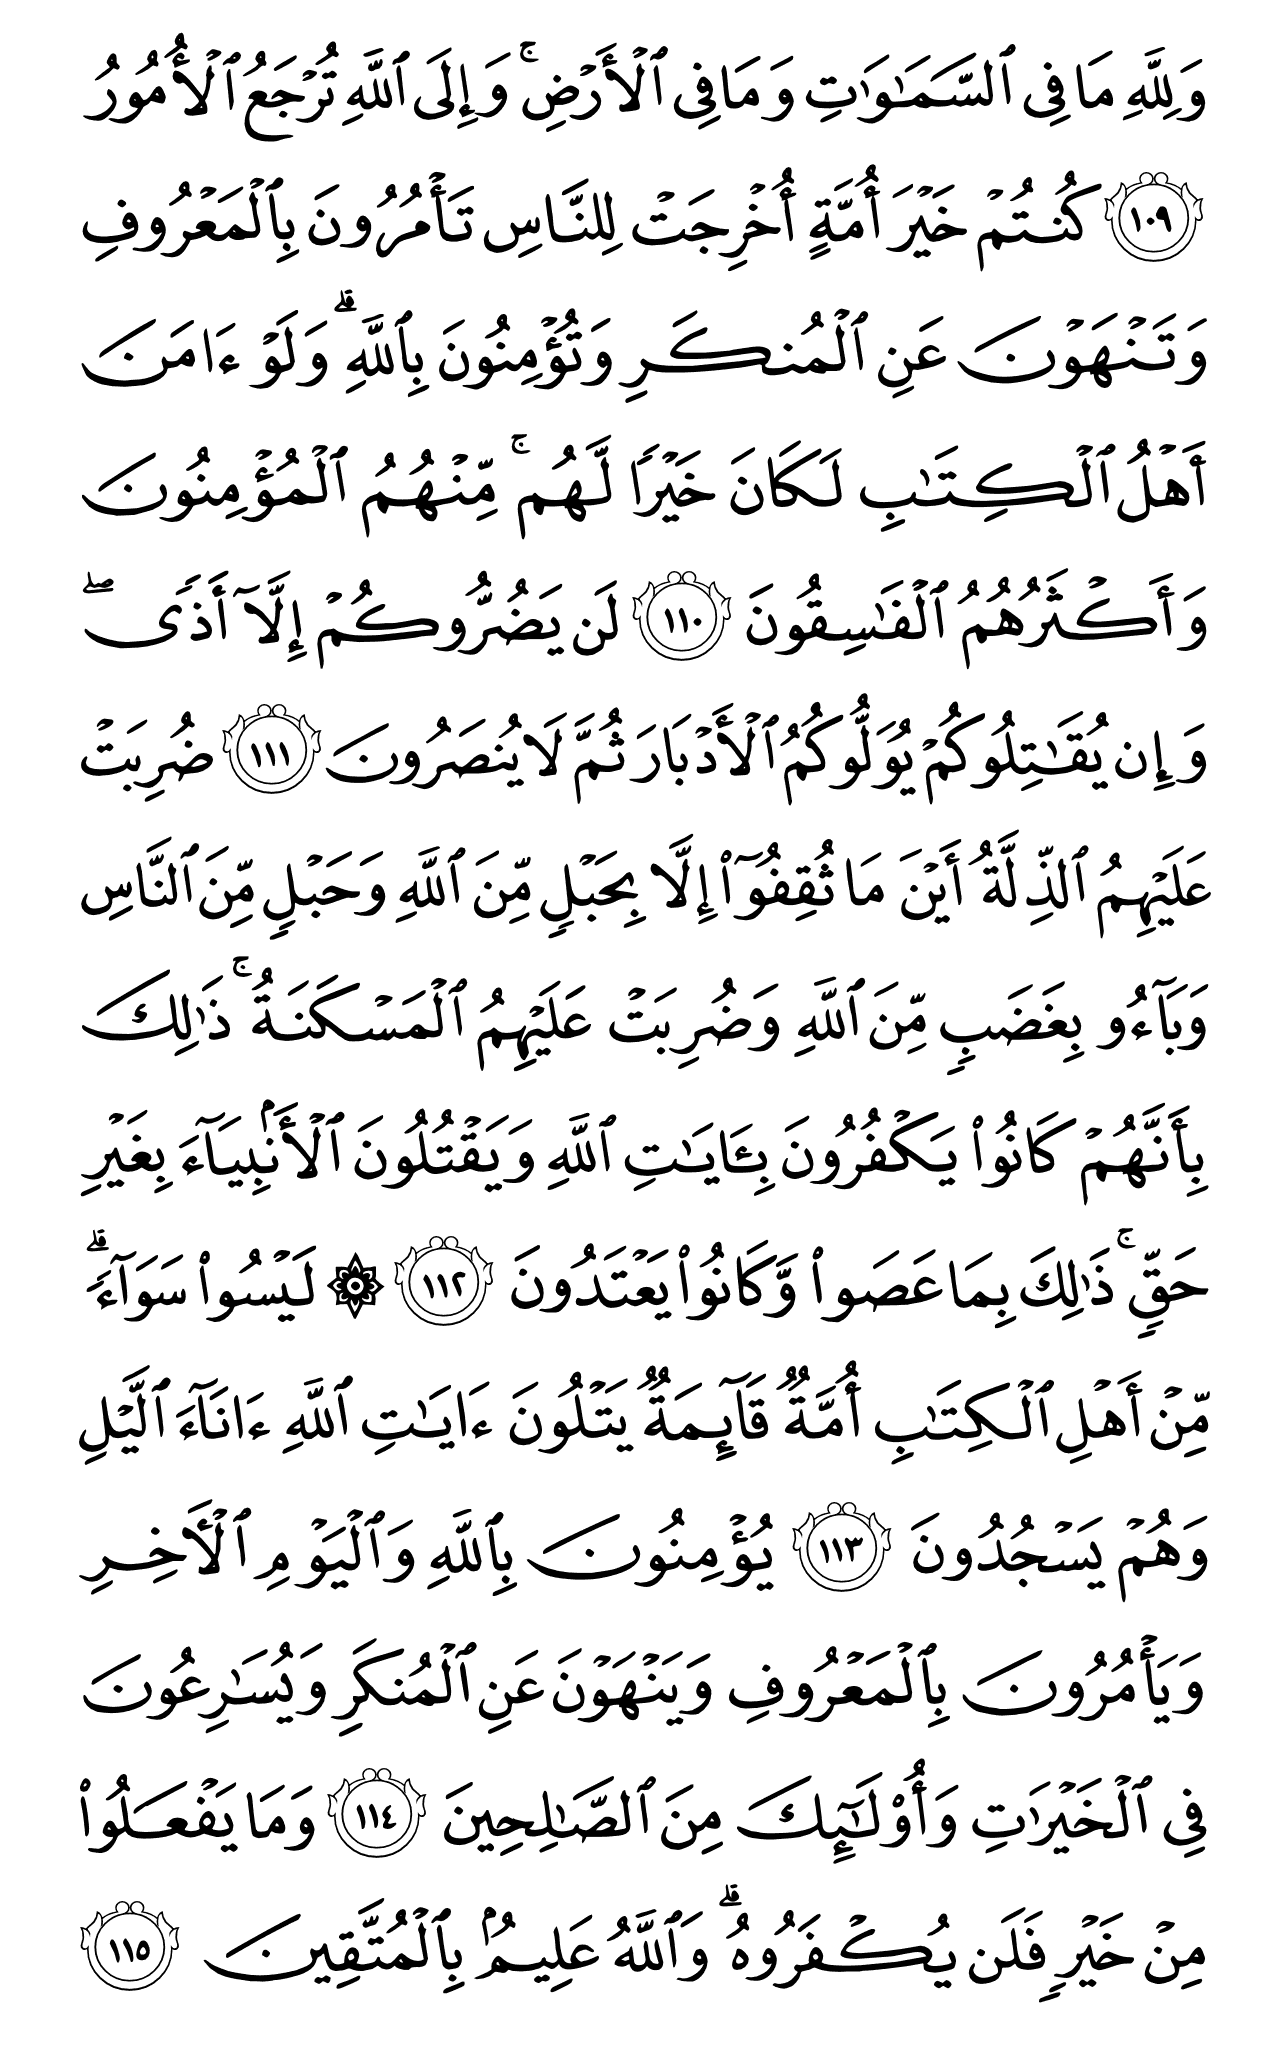 وَلِلَّهِ مَا فِى ٱلسَّمَـٰوَٰتِ وَمَا فِى ٱلْأَرْضِ ۚ وَإِلَى ٱللَّهِ تُرْجَعُ ٱلْأُمُورُ
١٠٩ كُنتُمْ خَيْرَ أُمَّةٍ أُخْرِجَتْ لِلنَّاسِ تَأْمُرُونَ بِٱلْمَعْرُوفِ
وَتَنْهَوْنَ عَنِ ٱلْمُنكَرِ وَتُؤْمِنُونَ بِٱللَّهِ ۗ وَلَوْ ءَامَنَ
أَهْلُ ٱلْكِتَـٰبِ لَكَانَ خَيْرًا لَّهُم ۚ مِّنْهُمُ ٱلْمُؤْمِنُونَ
وَأَكْثَرُهُمُ ٱلْفَـٰسِقُونَ ١١٠ لَن يَضُرُّوكُمْ إِلَّآ أَذًى ۖ
وَإِن يُقَـٰتِلُوكُمْ يُوَلُّوكُمُ ٱلْأَدْبَارَ ثُمَّ لَا يُنصَرُونَ ١١١ ضُرِبَتْ
عَلَيْهِمُ ٱلذِّلَّةُ أَيْنَ مَا ثُقِفُوٓا۟ إِلَّا بِحَبْلٍ مِّنَ ٱللَّهِ وَحَبْلٍ مِّنَ ٱلنَّاسِ
وَبَآءُو بِغَضَبٍ مِّنَ ٱللَّهِ وَضُرِبَتْ عَلَيْهِمُ ٱلْمَسْكَنَةُ ۚ ذَٰلِكَ
بِأَنَّهُمْ كَانُوا۟ يَكْفُرُونَ بِـَٔايَـٰتِ ٱللَّهِ وَيَقْتُلُونَ ٱلْأَنۢبِيَآءَ بِغَيْرِ
حَقٍّ ۚ ذَٰلِكَ بِمَا عَصَوا۟ وَّكَانُوا۟ يَعْتَدُونَ ١١٢ ۞ لَيْسُوا۟ سَوَآءً ۗ
مِّنْ أَهْلِ ٱلْكِتَـٰبِ أُمَّةٌ قَآئِمَةٌ يَتْلُونَ ءَايَـٰتِ ٱللَّهِ ءَانَآءَ ٱلَّيْلِ
وَهُمْ يَسْجُدُونَ ١١٣ يُؤْمِنُونَ بِٱللَّهِ وَٱلْيَوْمِ ٱلْـَٔاخِرِ
وَيَأْمُرُونَ بِٱلْمَعْرُوفِ وَيَنْهَوْنَ عَنِ ٱلْمُنكَرِ وَيُسَـٰرِعُونَ
فِى ٱلْخَيْرَٰتِ وَأُو۟لَـٰٓئِكَ مِنَ ٱلصَّـٰلِحِينَ ١١٤ وَمَا يَفْعَلُوا۟
مِنْ خَيْرٍ فَلَن يُكْفَرُوهُ ۗ وَٱللَّهُ عَلِيمٌۢ بِٱلْمُتَّقِينَ ١١٥